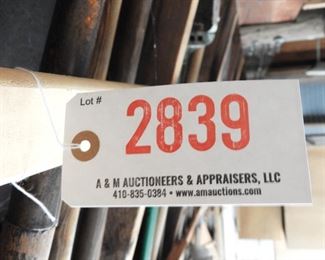 Lot #
2839
A & M AUCTIONEERS & APPRAISERS, LLC
410-835-0384 • www.amauctions.com